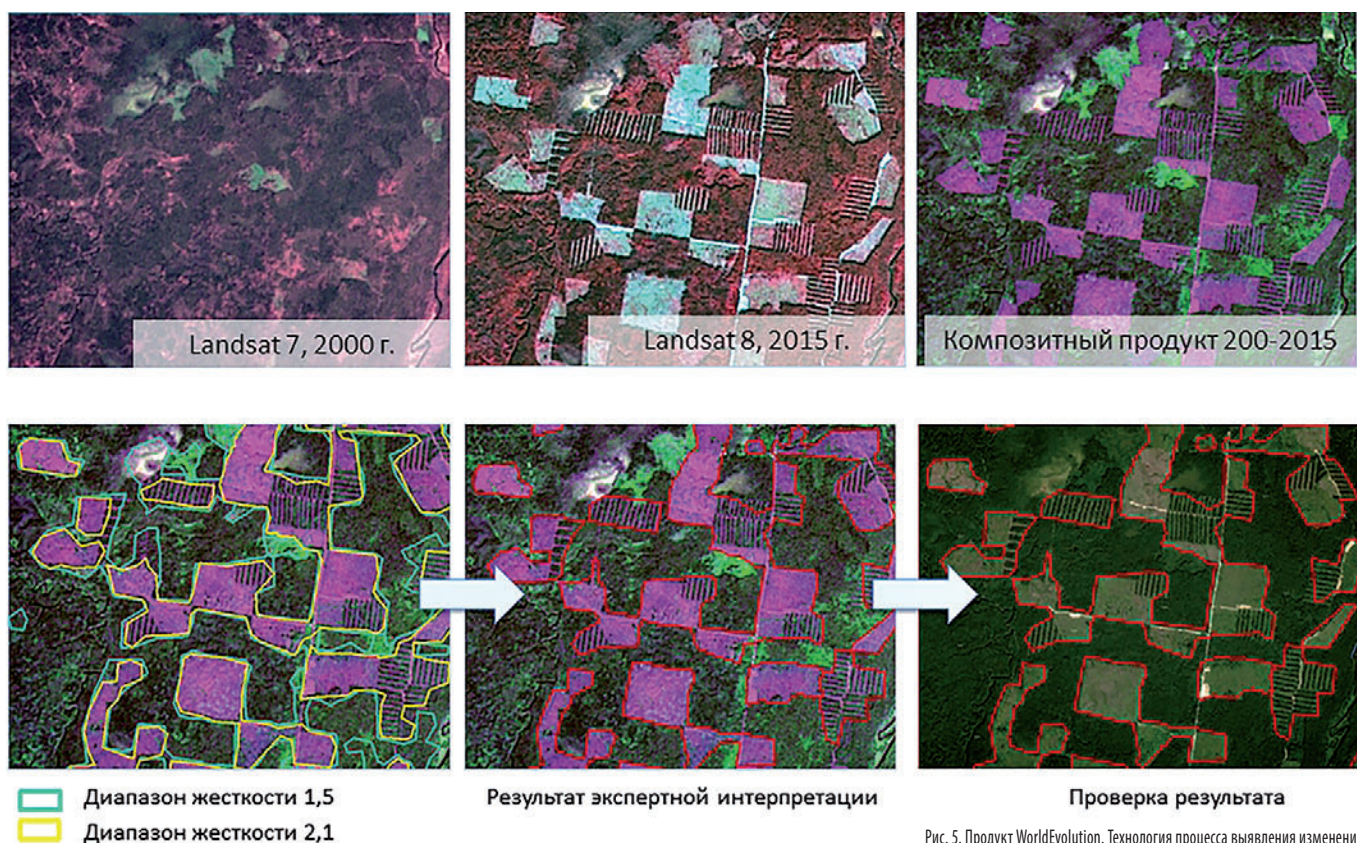 Landsat 7, 2000 г.
Landsat 8, 2015 г.
Композитный продукт 200-2015
Диапазон жесткости 1,5
Диапазон жесткости 2,1
Результат экспертной интерпретации
Проверка результата
Рис. 5. Продукт WorldEvolution. Технология процесса выявления изменени